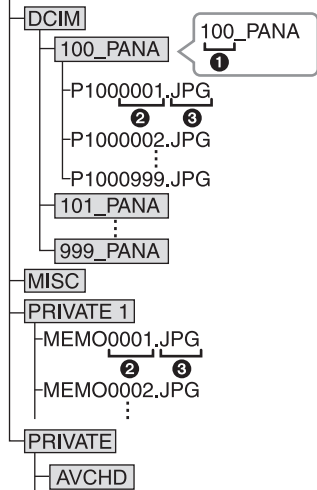 DCIM
100_PANA
100_PANA
❶
P1000001.JPG
❷ ❸
P1000002.JPG
P1000999.JPG
101_PANA
999_PANA
MISC
PRIVATE 1
MEMO0001.JPG
❷ ❸
MEMO0002.JPG
PRIVATE
AVCHD